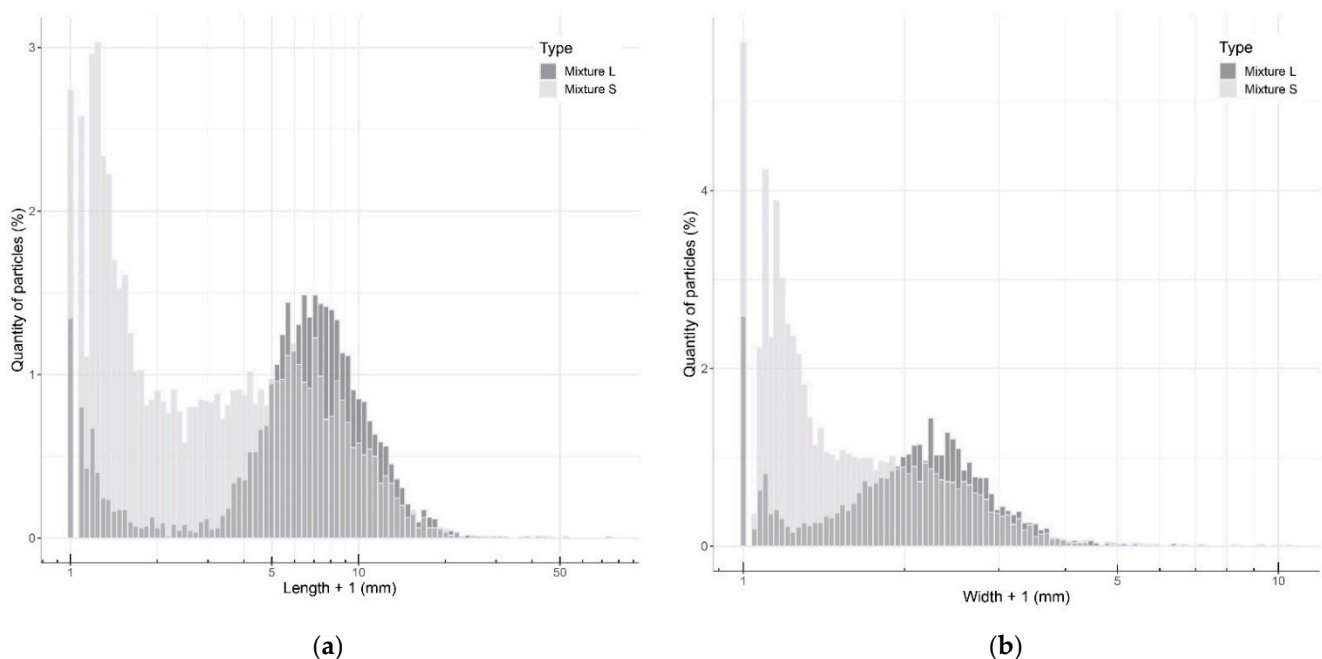 Type
Mixture L
Mixture S
Quantity of particles (%)
3
2
1
0
1
5
10
50
Length + 1 (mm)
(a)
Type
Mixture L
Mixture S
Quantity of particles (%)
4
2
0
1
5
10
Width + 1 (mm)
(b)